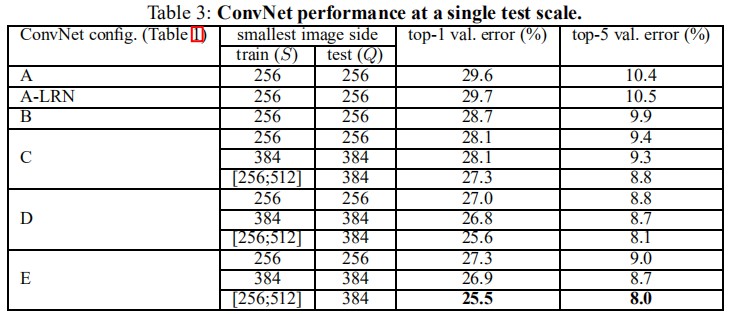 Table 3: ConvNet performance at a single test scale.
ConvNet config. (Table 1) smallest image side top-1 val. error (%) top-5 val. error (%)
train (S) test (Q)
A 256 256 29.6 10.4
A-LRN 256 256 29.7 10.5
B 256 256 28.7 9.9
256 256 28.1 9.4
C 384 384 28.1 9.3
[256;512] 384 27.3 8.8
256 256 27.0 8.8
D 384 384 26.8 8.7
[256;512] 384 25.6 8.1
256 256 27.3 9.0
E 384 384 26.9 8.7
[256;512] 384 25.5 8.0